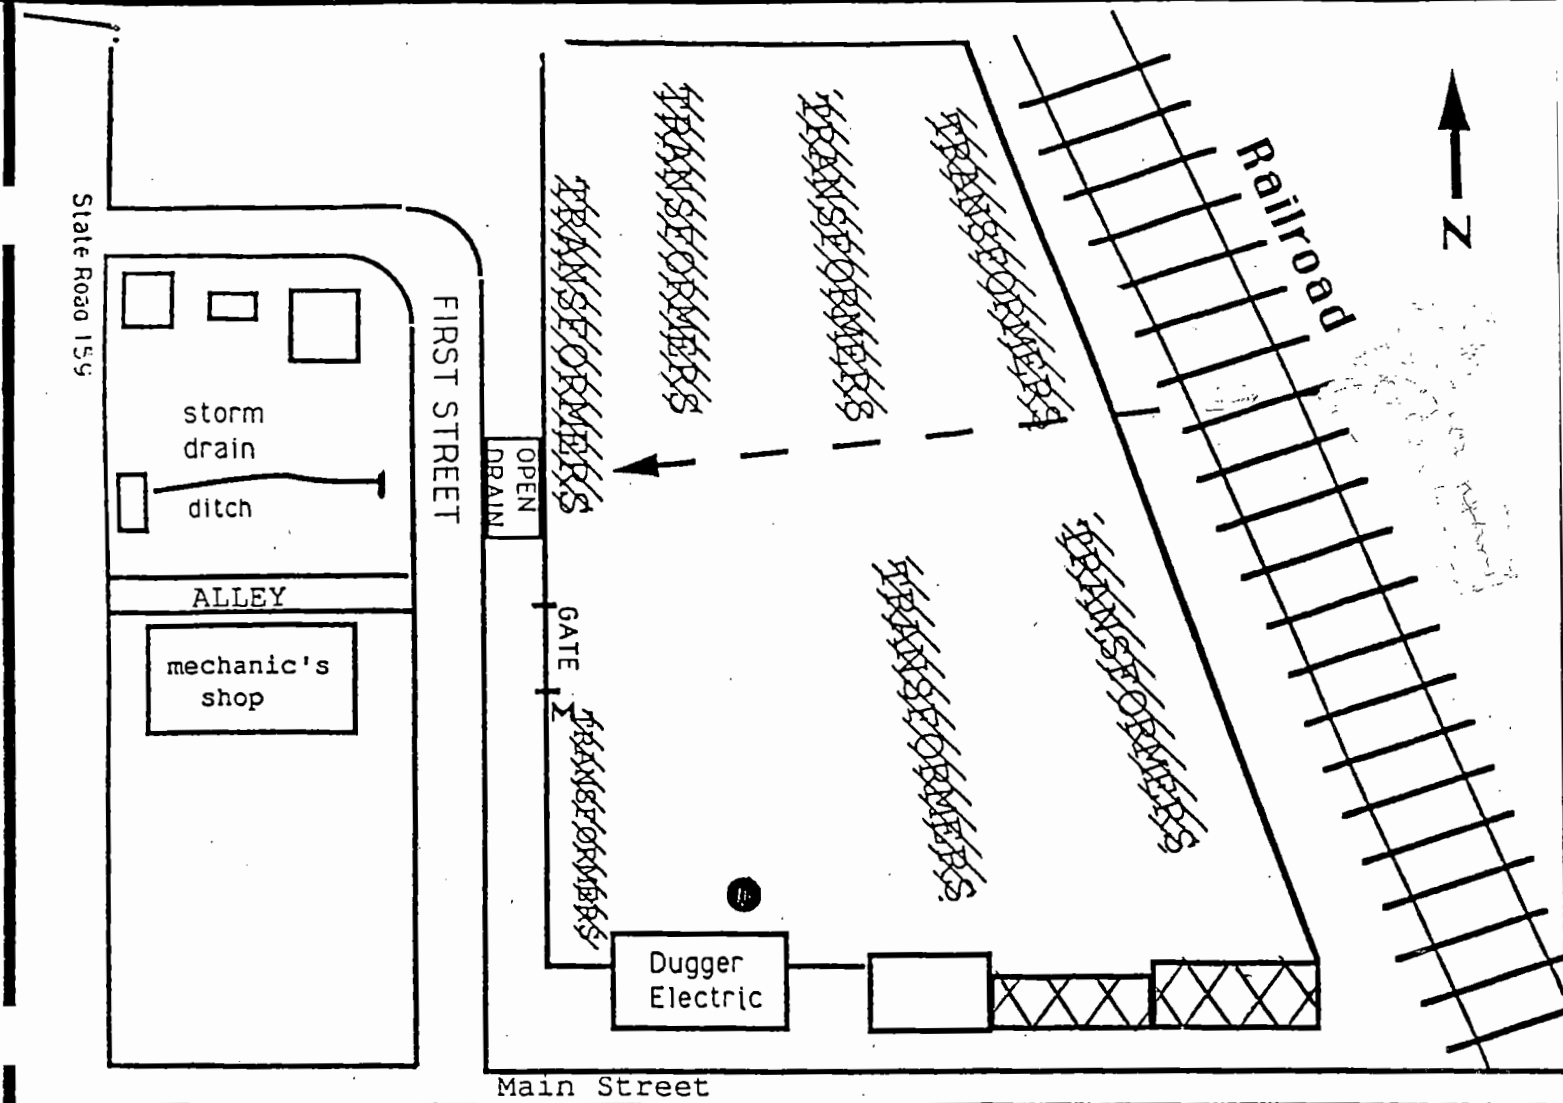 TRANSFORMERS
TRANSFORMERS
TRANSFORMERS
TRANSFORMERS
Railroad
N
State Road 159
FIRST STREET
storm
drain
ditch
OPEN
DRAIN
ALLEY
mechanic's
shop
GATE
TRANSFORMERS
TRANSFORMERS
TRANSFORMERS
Dugger
Electric
Main Street